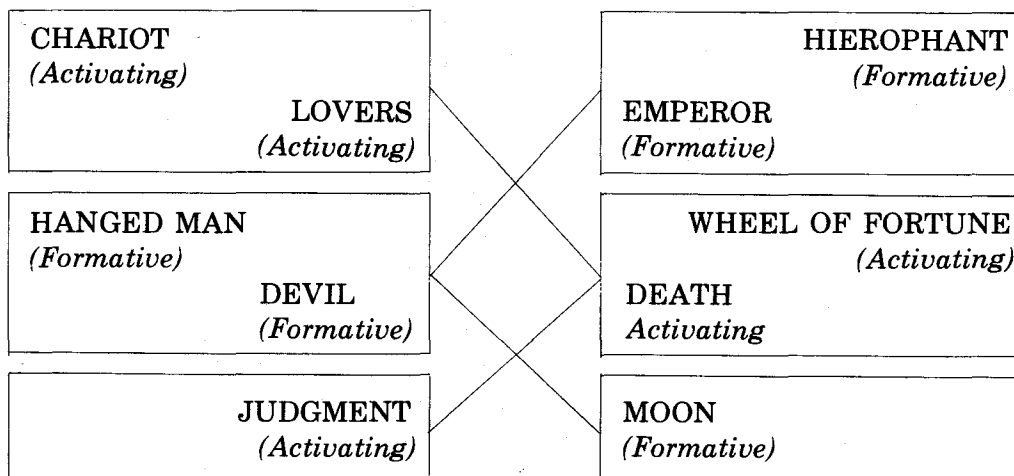 CHARIOT
(Activating)
LOVERS
(Activating)
HIEROPHANT
(Formative)
EMPEROR
(Formative)
HANGED MAN
(Formative)
DEVIL
(Formative)
WHEEL OF FORTUNE
(Activating)
DEATH
Activating
JUDGMENT
(Activating)
MOON
(Formative)